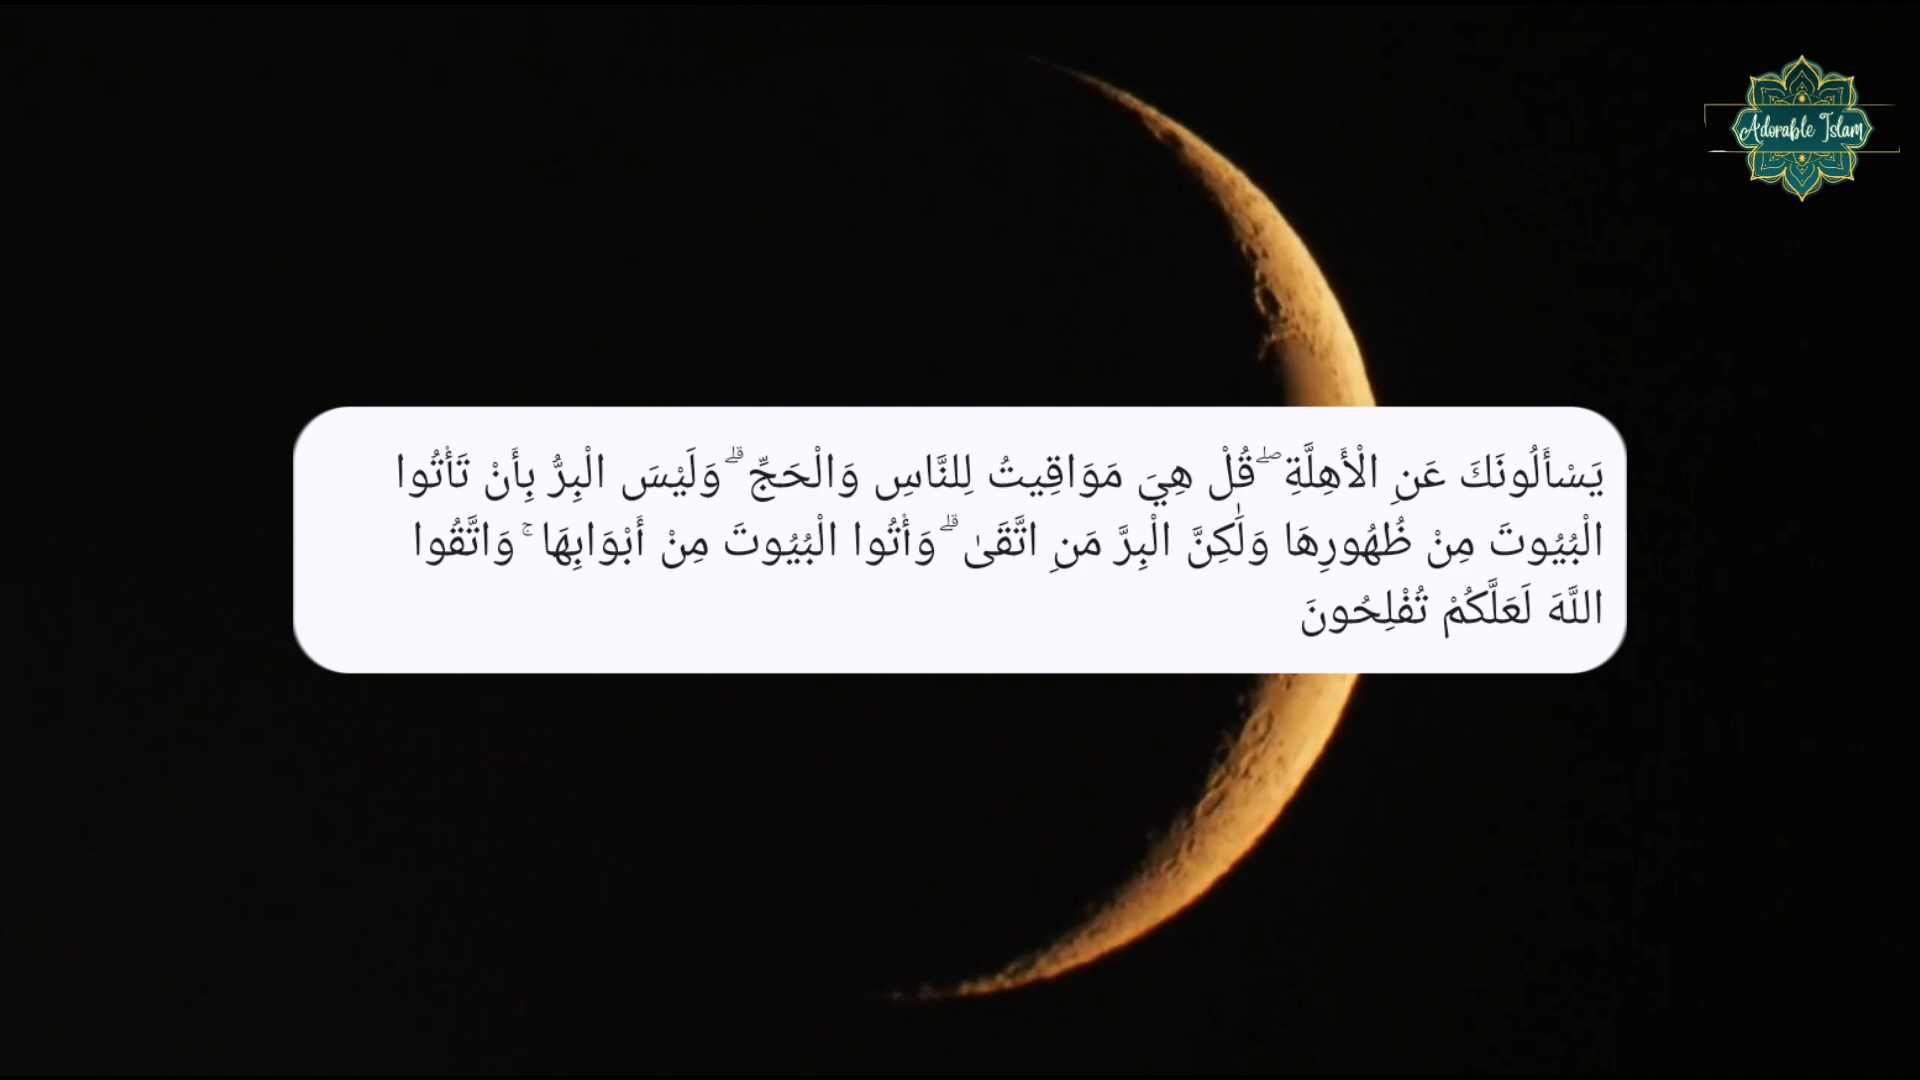 Adorable Islam
يَسْأَلُونَكَ عَنِ الْأَهِلَّةِ ۖ قُلْ هِيَ مَوَاقِيتُ لِلنَّاسِ وَالْحَجِّ ۗ وَلَيْسَ الْبِرُّ بِأَنْ تَأْتُوا
الْبُيُوتَ مِنْ ظُهُورِهَا وَلَٰكِنَّ الْبِرَّ مَنِ اتَّقَىٰ ۗ وَأْتُوا الْبُيُوتَ مِنْ أَبْوَابِهَا ۚ وَاتَّقُوا
اللَّهَ لَعَلَّكُمْ تُفْلِحُونَ